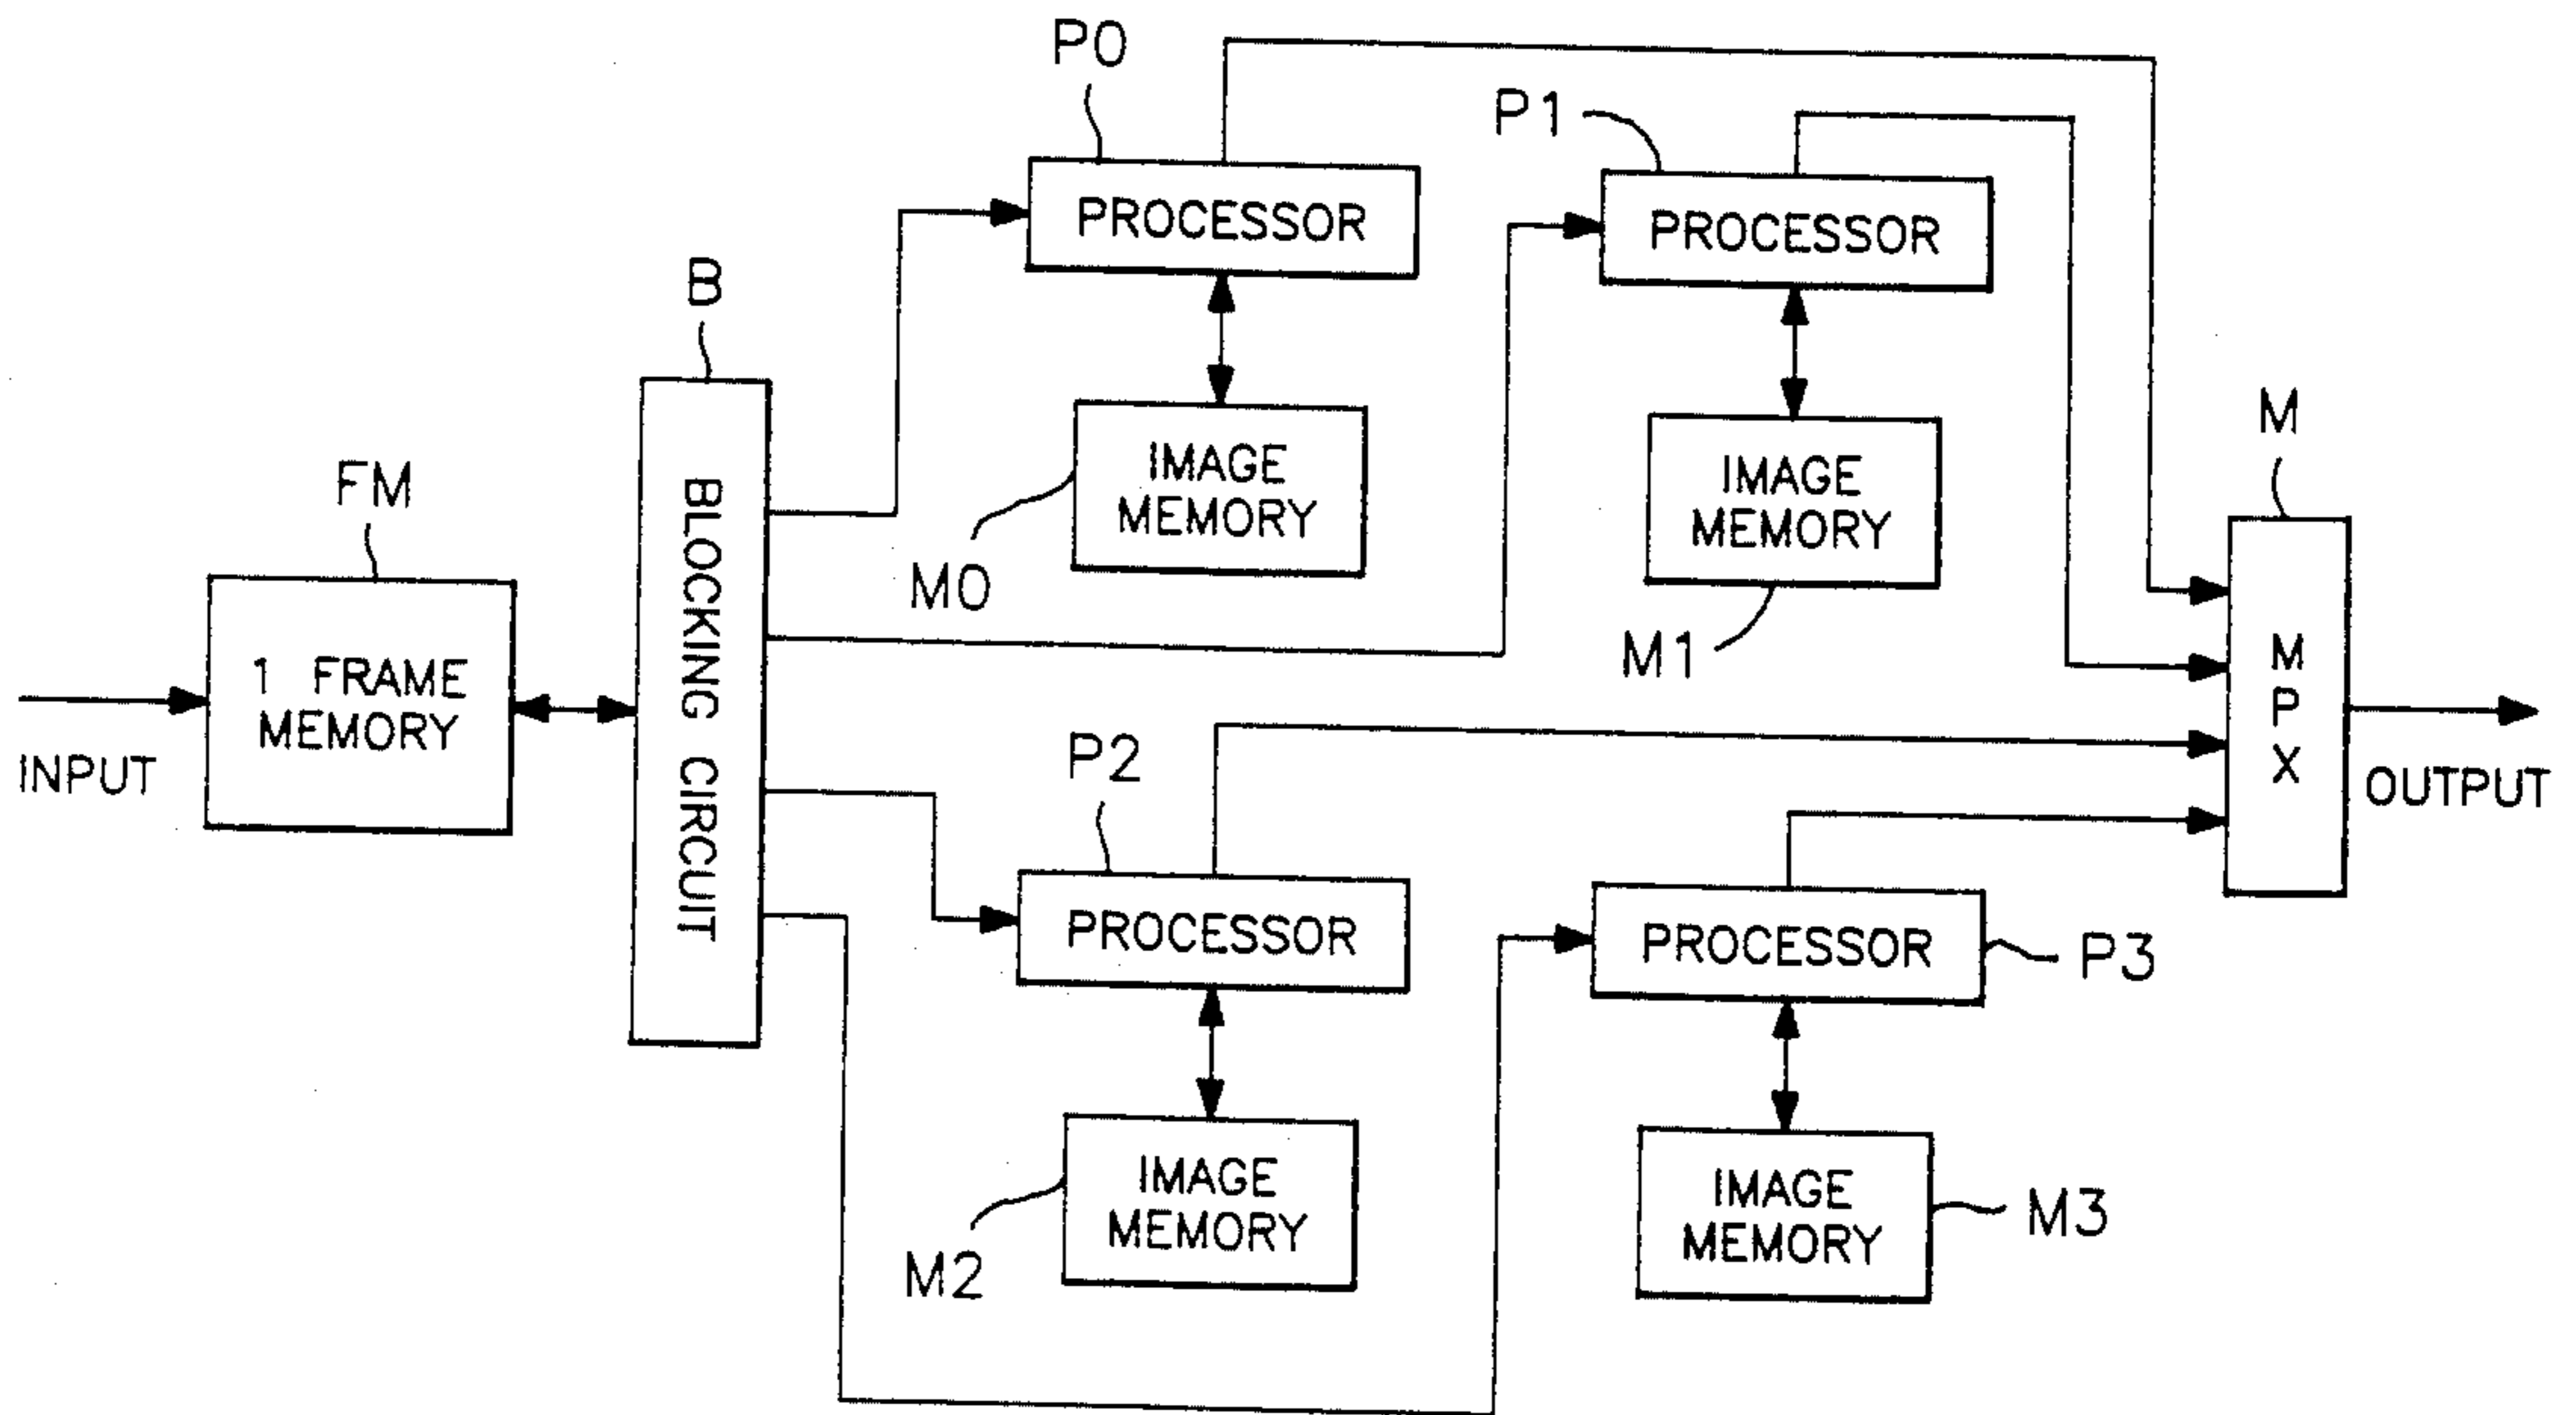 P0
P1
PROCESSOR
PROCESSOR
B
IMAGE
MEMORY
IMAGE
MEMORY
M
FM
M0
M1
BLOCKING CIRCUIT
1 FRAME
MEMORY
INPUT
M
P
X
OUTPUT
P2
PROCESSOR
PROCESSOR
P3
IMAGE
MEMORY
IMAGE
MEMORY
M2
M3